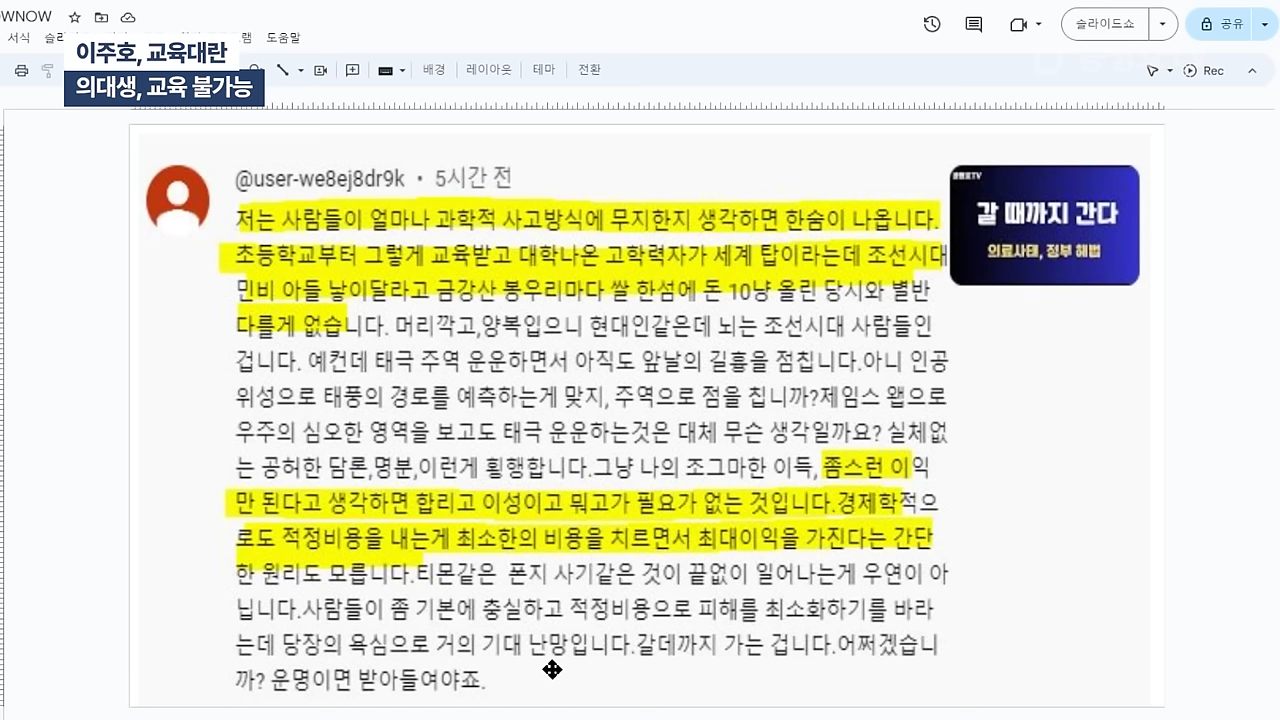 OWNOW
서식
도움말
슬라이드쇼
공유
이주호, 교육대란
의대생, 교육 불가능
배경
레이아웃
테마
전환
Rec
@user-we8ej8dr9k • 5시간 전
저는 사람들이 얼마나 과학적 사고방식에 무지한지 생각하면 한숨이 나옵니다.
초등학교부터 그렇게 교육받고 대학나온 고학력자가 세계 탑이라는데 조선시대
민비 아들 낳이달라고 금강산 봉우리마다 쌀 한섬에 돈 10냥 올린 당시와 별반
다를게 없습니다. 머리깍고,양복입으니 현대인같은데 뇌는 조선시대 사람들인
겁니다. 예컨데 태극 주역 운운하면서 아직도 앞날의 길흉을 점칩니다.아니 인공
위성으로 태풍의 경로를 예측하는게 맞지, 주역으로 점을 칩니까?제임스 웹으로
우주의 심오한 영역을 보고도 태극 운운하는것은 대체 무슨 생각일까요? 실체없
는 공허한 담론,명분,이런게 횡행합니다.그냥 나의 조그마한 이득, 좀스런 이익
만 된다고 생각하면 합리고 이성이고 뭐고가 필요가 없는 것입니다.경제학적으
로도 적정비용을 내는게 최소한의 비용을 치르면서 최대이익을 가진다는 간단
한 원리도 모릅니다.티몬같은 폰지 사기같은 것이 끝없이 일어나는게 우연이 아
닙니다.사람들이 좀 기본에 충실하고 적정비용으로 피해를 최소화하기를 바라
는데 당장의 욕심으로 거의 기대 난망입니다.갈데까지 가는 겁니다.어쩌겠습니
까? 운명이면 받아들여야죠.
갈 때까지 간다
의료사태, 정부 해법